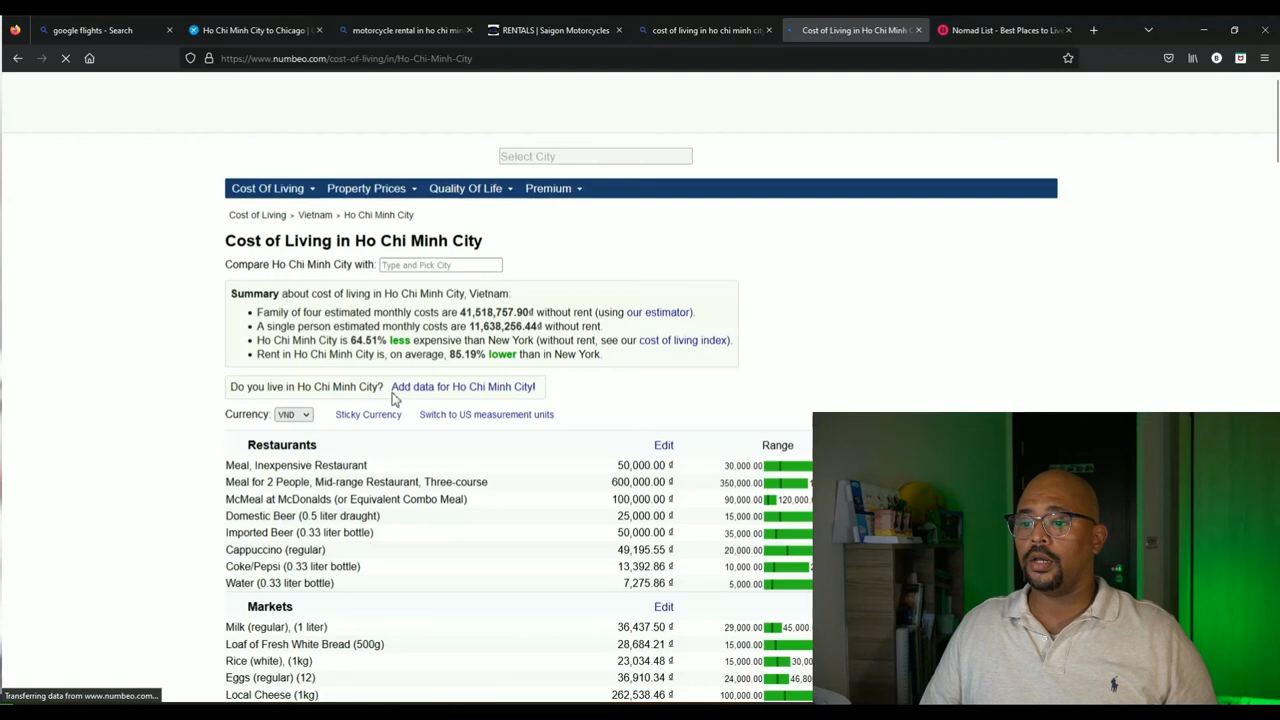 google flights - Search
Ho Chi Minh City to Chicago |
motorcycle rental in ho chi min
RENTALS | Saigon Motorcycles
cost of living in ho chi minh cit
Cost of Living in Ho Chi Minh C
Nomad List - Best Places to Liv
https://www.numbeo.com/cost-of-living/in/Ho-Chi-Minh-City
Select City
Cost Of Living Property Prices Quality Of Life Premium
Cost of Living > Vietnam > Ho Chi Minh City
Cost of Living in Ho Chi Minh City
Compare Ho Chi Minh City with: Type and Pick City
Summary about cost of living in Ho Chi Minh City, Vietnam:
• Family of four estimated monthly costs are 41,518,757.90₫ without rent (using our estimator).
• A single person estimated monthly costs are 11,638,256.44₫ without rent.
• Ho Chi Minh City is 64.51% less expensive than New York (without rent, see our cost of living index).
• Rent in Ho Chi Minh City is, on average, 85.19% lower than in New York.
Do you live in Ho Chi Minh City? Add data for Ho Chi Minh City!
Currency: VND Sticky Currency Switch to US measurement units
Restaurants Edit Range
Meal, Inexpensive Restaurant 50,000.00 ₫ 30,000.00
Meal for 2 People, Mid-range Restaurant, Three-course 600,000.00 ₫ 350,000.00
McMeal at McDonalds (or Equivalent Combo Meal) 100,000.00 ₫ 90,000.00 120,000.
Domestic Beer (0.5 liter draught) 25,000.00 ₫ 15,000.00
Imported Beer (0.33 liter bottle) 50,000.00 ₫ 35,000.00
Cappuccino (regular) 49,195.55 ₫ 20,000.00
Coke/Pepsi (0.33 liter bottle) 13,392.86 ₫ 10,000.00
Water (0.33 liter bottle) 7,275.86 ₫ 5,000.00
Markets Edit
Milk (regular), (1 liter) 36,437.50 ₫ 29,000.00 45,000.
Loaf of Fresh White Bread (500g) 28,684.21 ₫ 15,000.00
Rice (white), (1kg) 23,034.48 ₫ 15,000.00 30,00
Eggs (regular) (12) 36,910.34 ₫ 24,000.00 46,80
Local Cheese (1kg) 262,538.46 ₫ 100,000.00
Transferring data from www.numbeo.com...